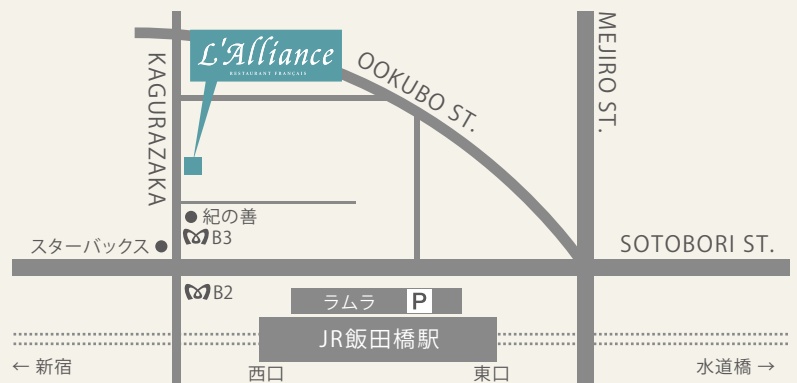 L'Alliance
RESTAURANT FRANÇAIS
KAGURAZAKA
OOKUBO ST.
MEJIRO ST.
紀の善
B3
スターバックス
SOTOBORI ST.
B2
ラムラ
P
JR飯田橋駅
← 新宿
西口
東口
水道橋 →